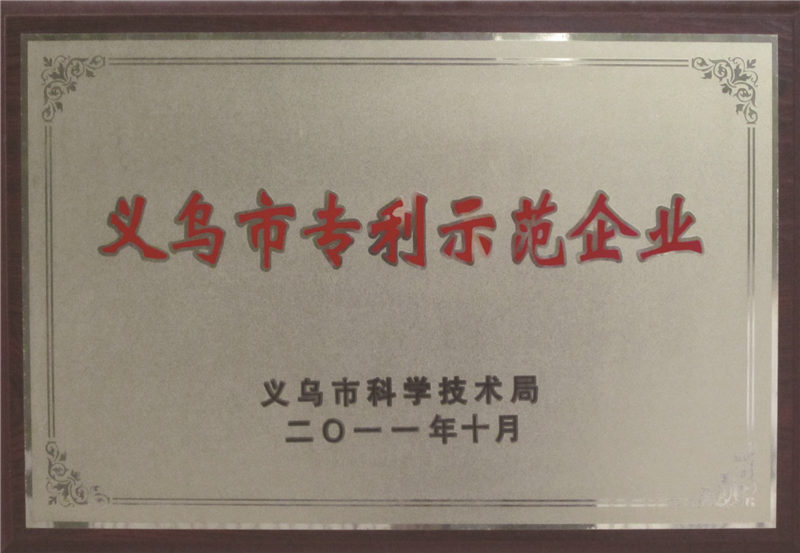 义乌市专利示范企业
义乌市科学技术局
二〇一一年十月